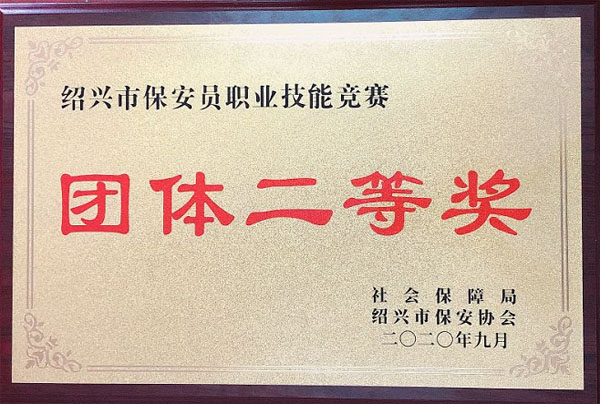 绍兴市保安员职业技能竞赛
团体二等奖
社会保障局
绍兴市保安协会
二〇二〇年九月